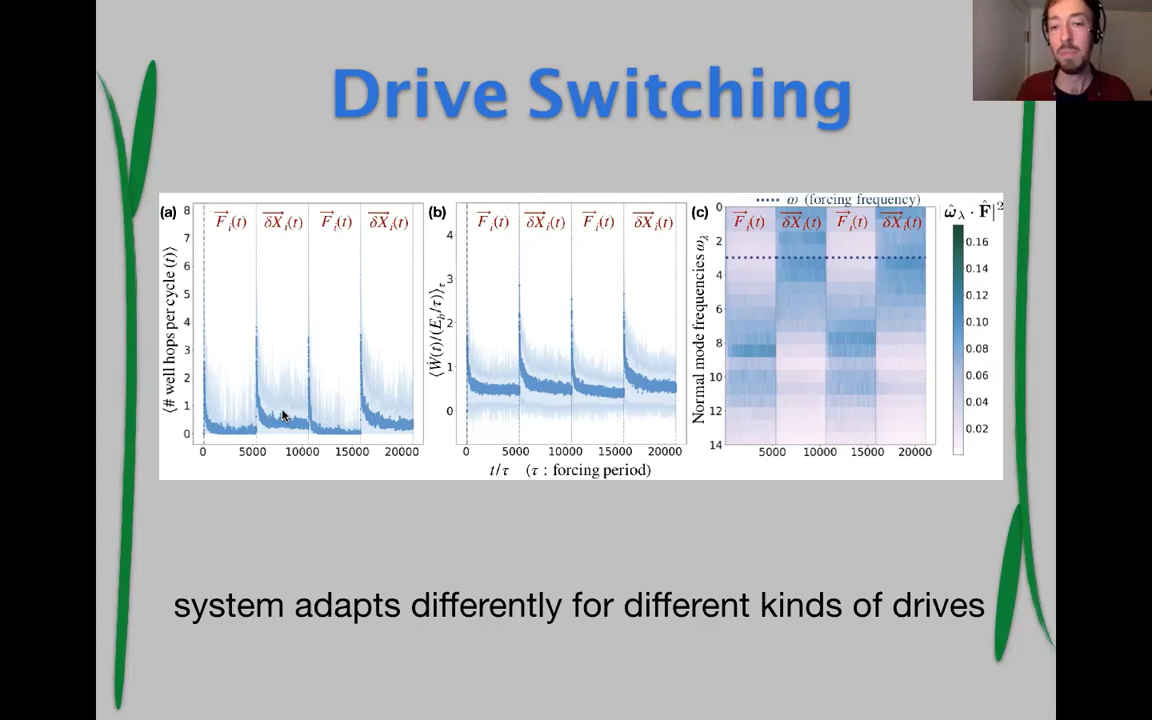 Drive Switching
(a) 8 7 6 5 4 3 2 1 0
⟨# well hops per cycle (t)⟩
F⃗ᵢ(t) δX⃗ᵢ(t) F⃗ᵢ(t) δX⃗ᵢ(t)
0 5000 10000 15000 20000
(b) 4 3 2 1 0
⟨Ẇ(t)/(E_b/τ)⟩_τ
F⃗ᵢ(t) δX⃗ᵢ(t) F⃗ᵢ(t) δX⃗ᵢ(t)
0 5000 10000 15000 20000
t/τ (τ : forcing period)
(c) 0 2 4 6 8 10 12 14
Normal mode frequencies ω_λ
ω (forcing frequency)
F⃗ᵢ(t) δX⃗ᵢ(t) F⃗ᵢ(t) δX⃗ᵢ(t)
5000 10000 15000 20000
ω̂_λ · F̂|²
0.16
0.14
0.12
0.10
0.08
0.06
0.04
0.02
system adapts differently for different kinds of drives